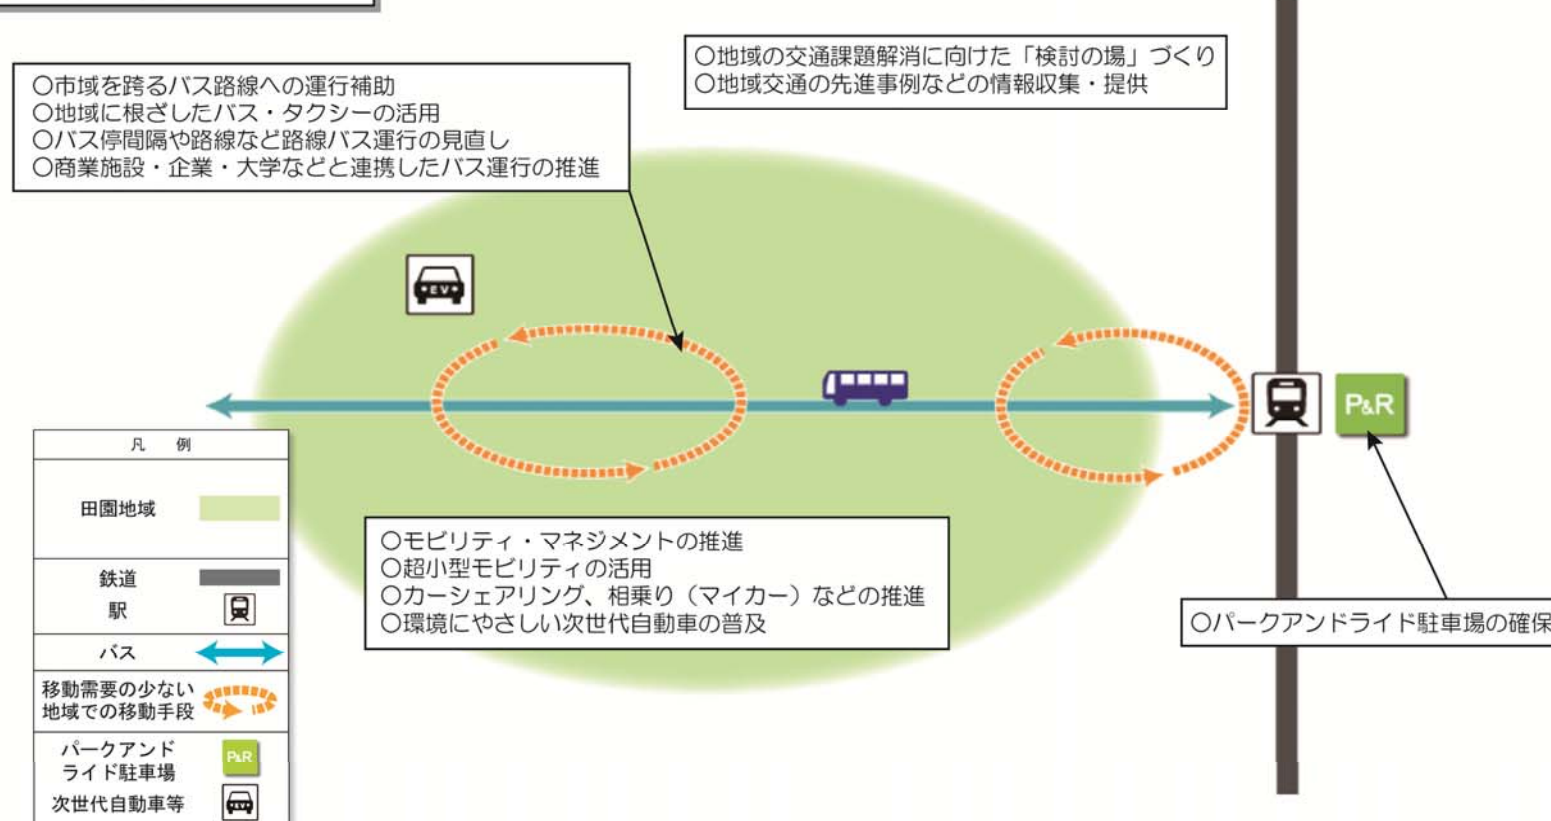 ○地域の交通課題解消に向けた「検討の場」づくり
○地域交通の先進事例などの情報収集・提供
○市域を跨るバス路線への運行補助
○地域に根ざしたバス・タクシーの活用
○バス停間隔や路線など路線バス運行の見直し
○商業施設・企業・大学などと連携したバス運行の推進
EV
P&R
凡 例
田園地域
鉄道
駅
バス
移動需要の少ない
地域での移動手段
パークアンド
ライド駐車場
P&R
次世代自動車等
EV
○モビリティ・マネジメントの推進
○超小型モビリティの活用
○カーシェアリング、相乗り（マイカー）などの推進
○環境にやさしい次世代自動車の普及
○パークアンドライド駐車場の確保